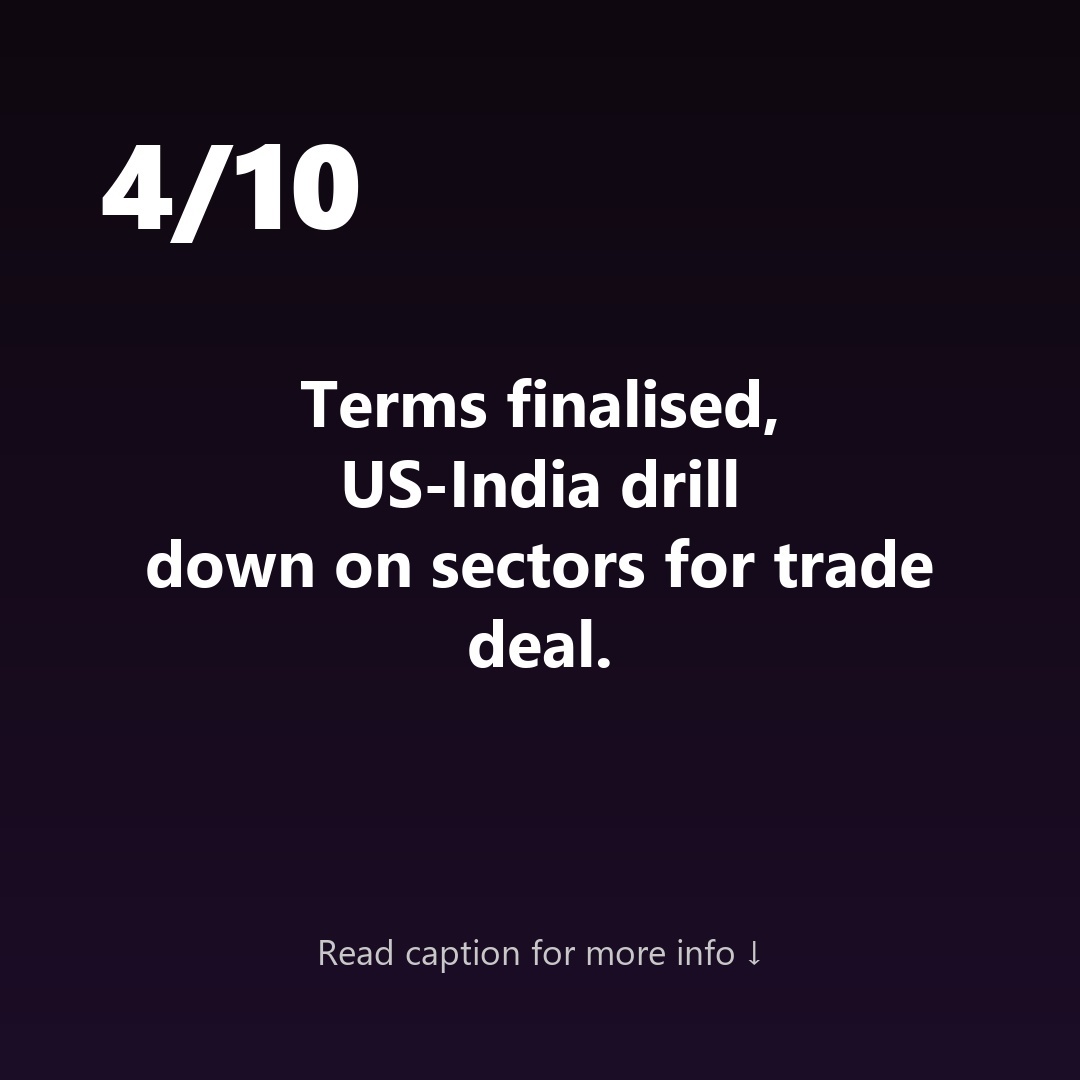 4/10
Terms finalised,
US-India drill
down on sectors for trade
deal.
Read caption for more info ↓